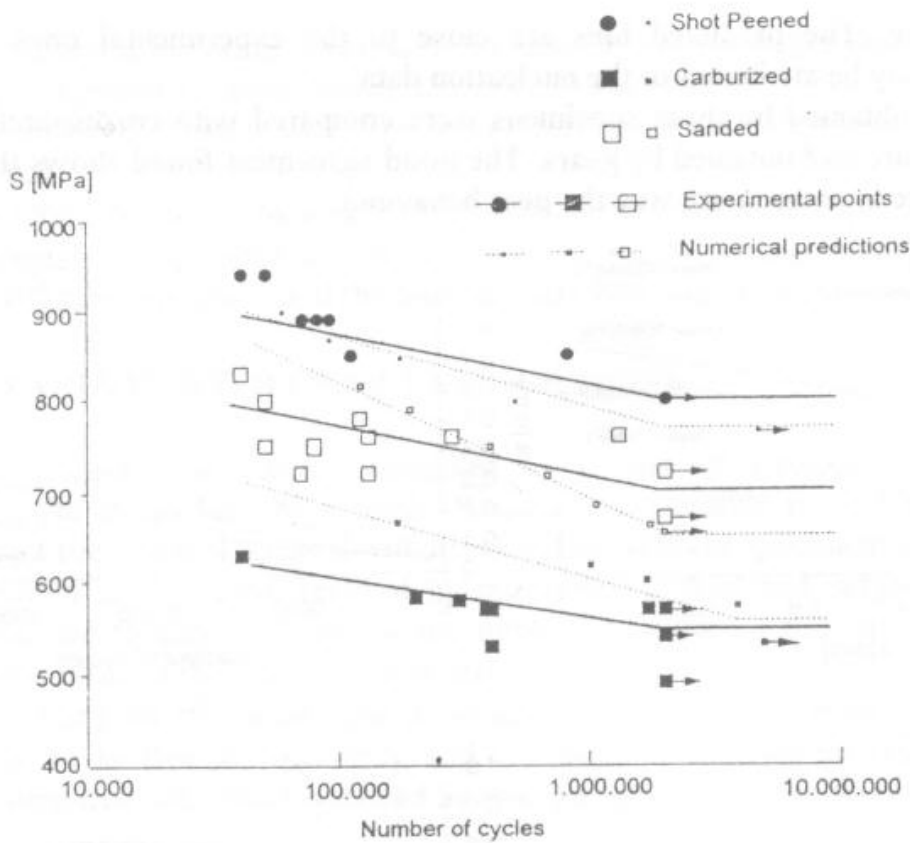 Shot Peened
Carburized
Sanded
S [MPa]
Experimental points
Numerical predictions
1000
900
800
700
600
500
400
10.000
100.000
1.000.000
10.000.000
Number of cycles